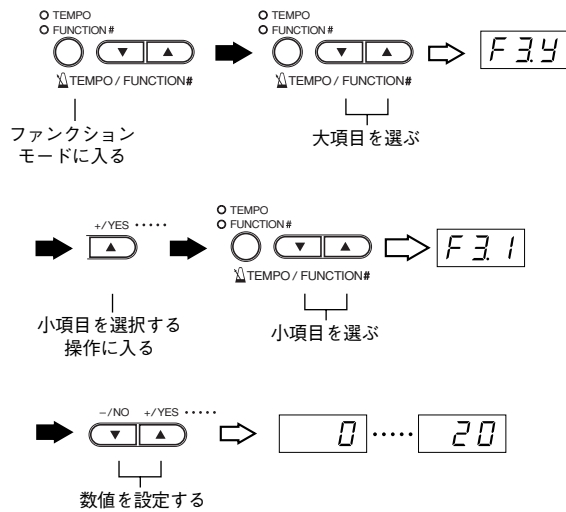 TEMPO
FUNCTION#
▼ ▲
TEMPO / FUNCTION#
ファンクション
モードに入る
TEMPO
FUNCTION#
▼ ▲
TEMPO / FUNCTION#
大項目を選ぶ
F 3.Y
+/YES ·····
▲
小項目を選択する
操作に入る
TEMPO
FUNCTION#
▼ ▲
TEMPO / FUNCTION#
小項目を選ぶ
F 3.1
–/NO +/YES ·····
▼ ▲
数値を設定する
0 ····· 20